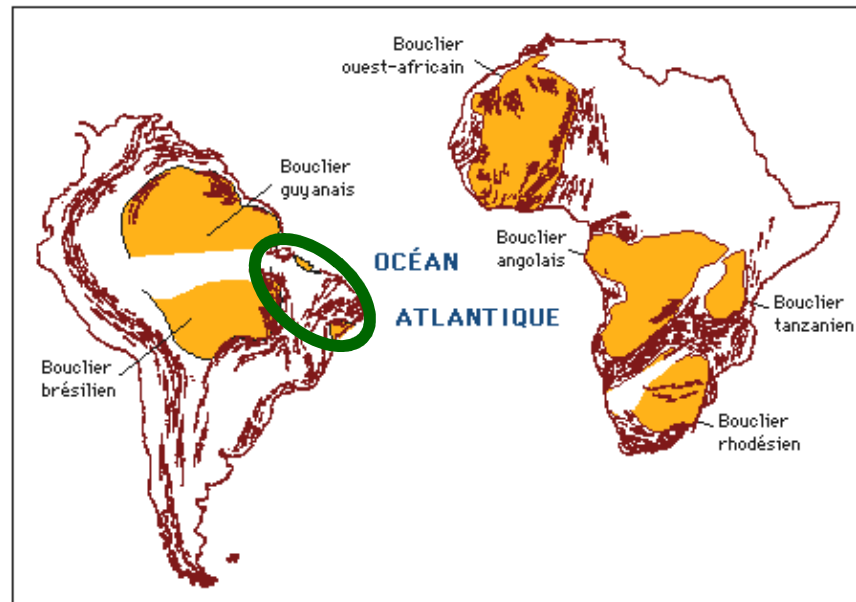 Bouclier
ouest-africain
Bouclier
guyanais
OCÉAN
ATLANTIQUE
Bouclier
angolais
Bouclier
tanzanien
Bouclier
brésilien
Bouclier
rhodésien